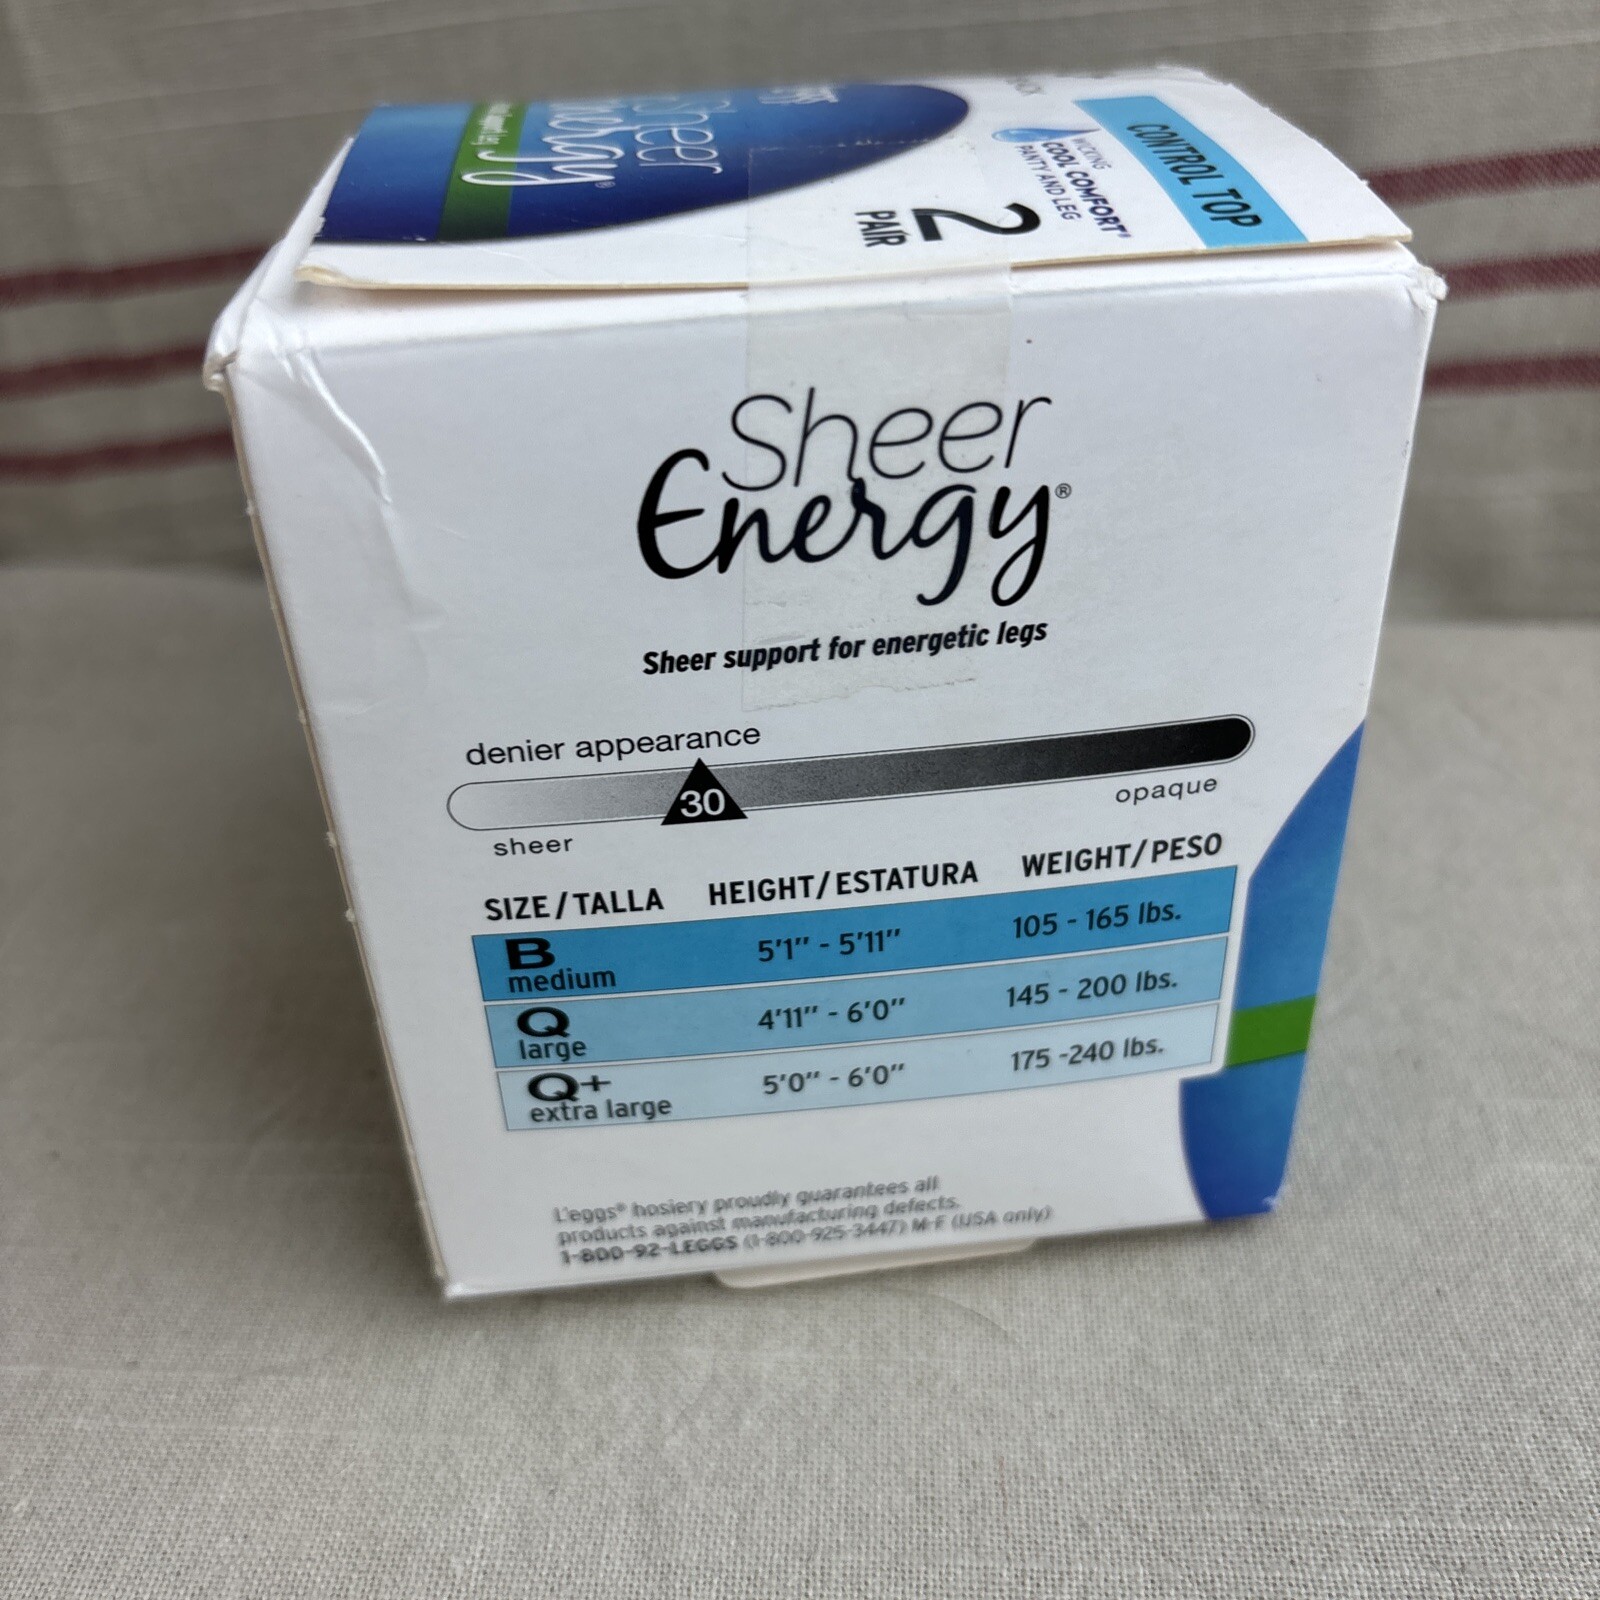 sheer
energy®
CONTROL TOP
WICKING
COOL COMFORT®
PANTY AND LEG
2
PAIR
Sheer
Energy®
Sheer support for energetic legs
denier appearance
30
sheer
opaque
SIZE/TALLA HEIGHT/ESTATURA WEIGHT/PESO
B
medium
5'1" - 5'11"
105 - 165 lbs.
Q
large
4'11" - 6'0"
145 - 200 lbs.
Q+
extra large
5'0" - 6'0"
175 -240 lbs.
L'eggs® hosiery proudly guarantees all
products against manufacturing defects.
1-800-92-LEGGS (1-800-925-3447) M-F (USA only)